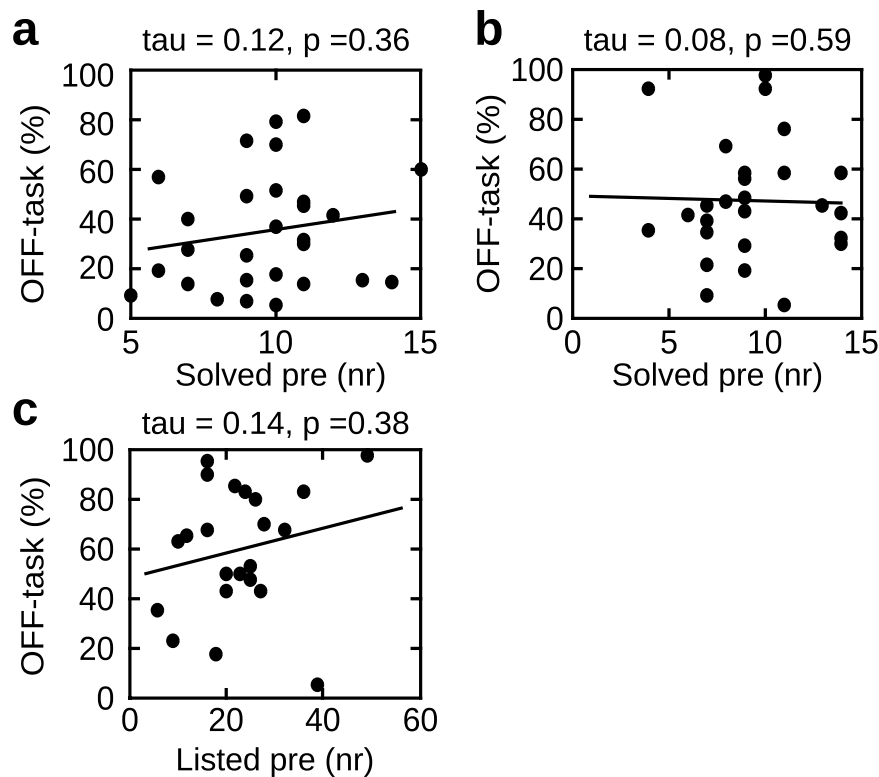 a
tau = 0.12, p =0.36
OFF-task (%)
100
80
60
40
20
0
5
10
15
Solved pre (nr)
b
tau = 0.08, p =0.59
OFF-task (%)
100
80
60
40
20
0
0
5
10
15
Solved pre (nr)
c
tau = 0.14, p =0.38
OFF-task (%)
100
80
60
40
20
0
0
20
40
60
Listed pre (nr)